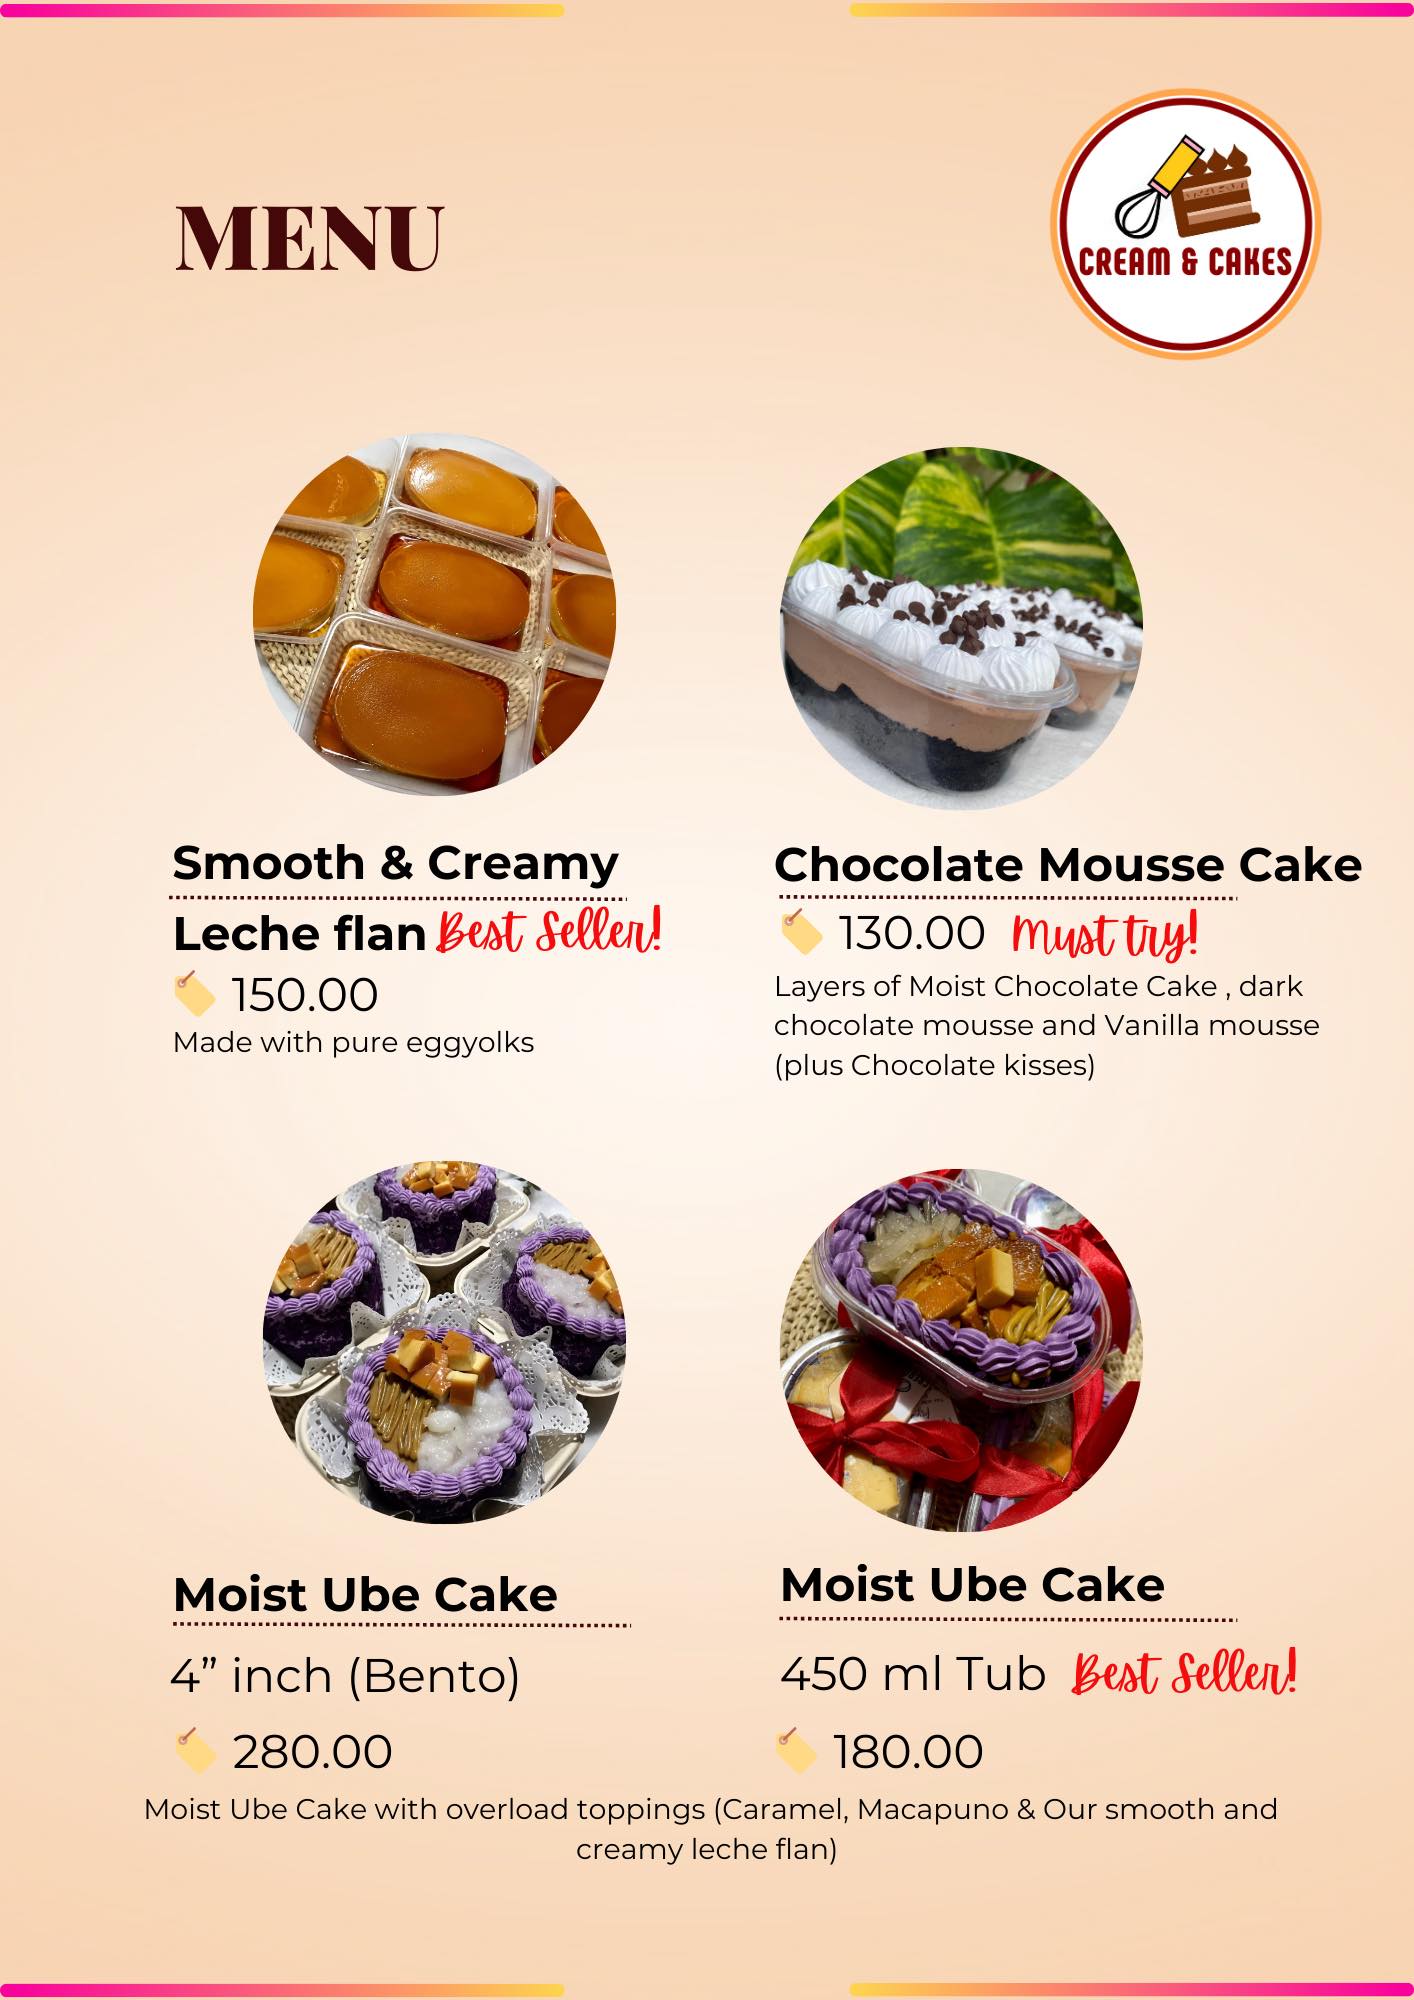 MENU
CREAM & CAKES
Smooth & Creamy
Leche flan Best Seller!
150.00
Made with pure eggyolks
Chocolate Mousse Cake
130.00 Must try!
Layers of Moist Chocolate Cake , dark
chocolate mousse and Vanilla mousse
(plus Chocolate kisses)
Moist Ube Cake
4” inch (Bento)
280.00
Moist Ube Cake
450 ml Tub Best Seller!
180.00
Moist Ube Cake with overload toppings (Caramel, Macapuno & Our smooth and
creamy leche flan)